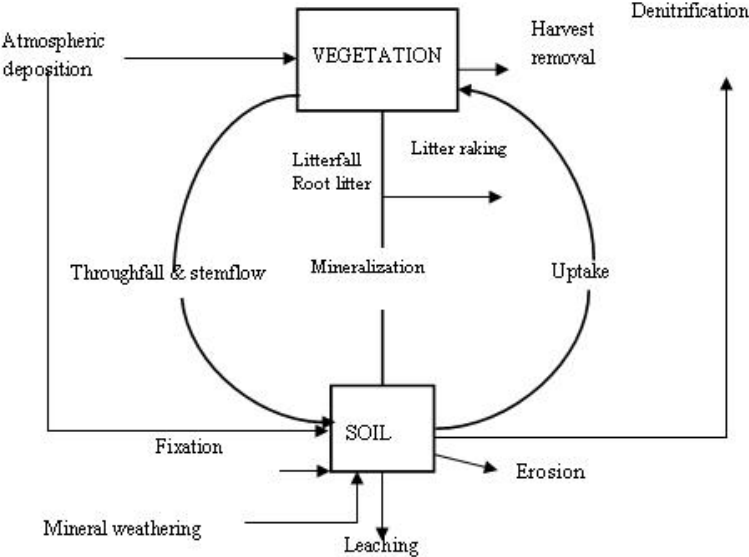 Denitrification
Atmospheric
deposition
VEGETATION
Harvest
removal
Litterfall
Root litter
Litter raking
Throughfall & stemflow
Mineralization
Uptake
SOIL
Fixation
Erosion
Mineral weathering
Leaching